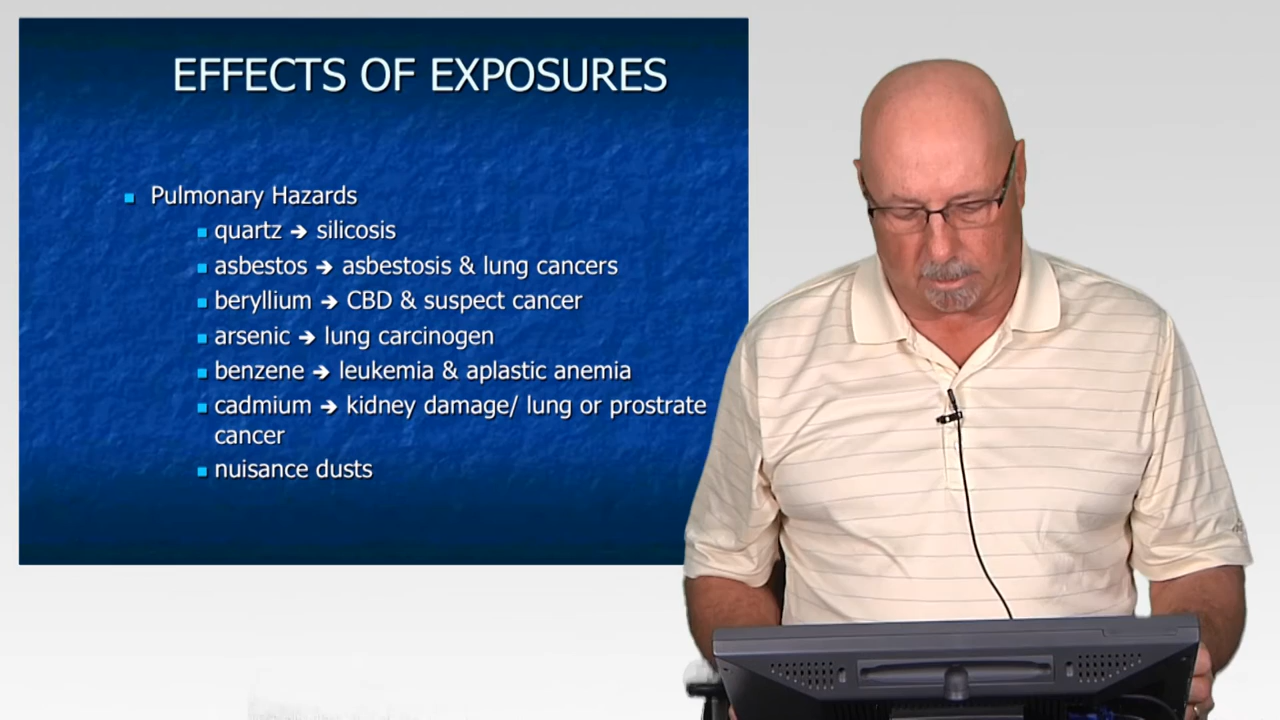 EFFECTS OF EXPOSURES
Pulmonary Hazards
quartz → silicosis
asbestos → asbestosis & lung cancers
beryllium → CBD & suspect cancer
arsenic → lung carcinogen
benzene → leukemia & aplastic anemia
cadmium → kidney damage/ lung or prostrate
cancer
nuisance dusts